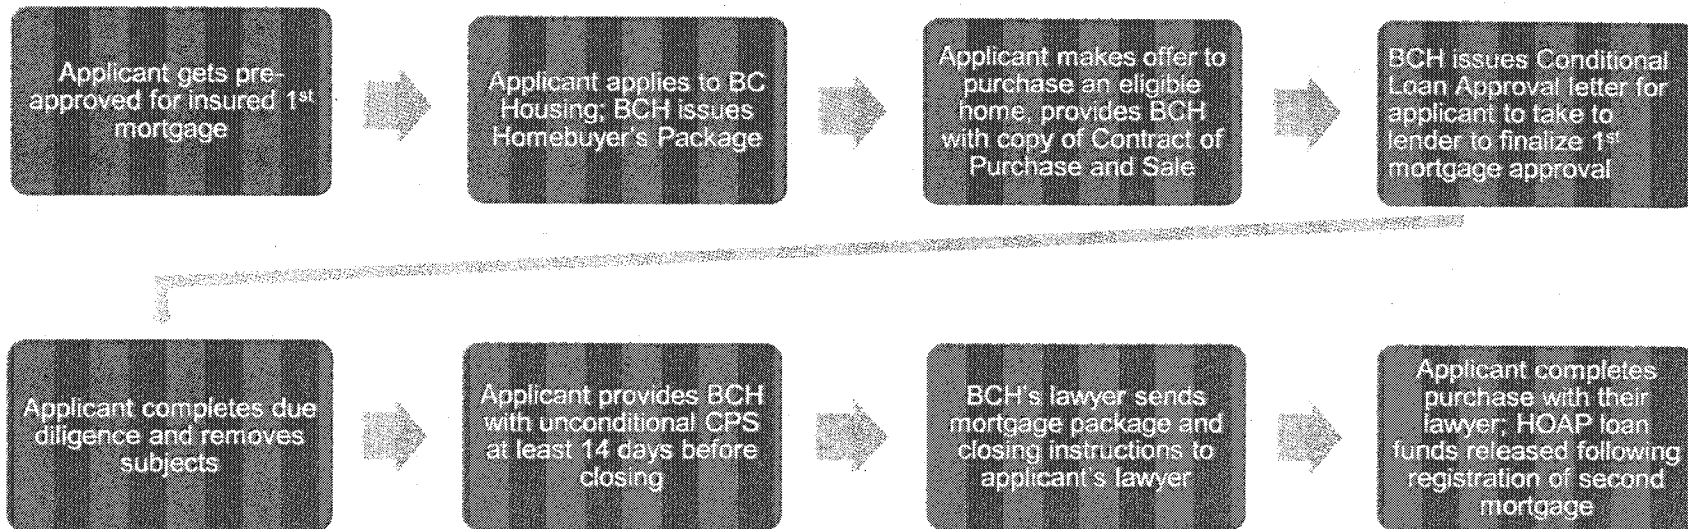 Applicant gets pre-
approved for insured 1st
mortgage
Applicant applies to BC
Housing; BCH issues
Homebuyer's Package
Applicant makes offer to
purchase an eligible
home, provides BCH
with copy of Contract of
Purchase and Sale
BCH issues Conditional
Loan Approval letter for
applicant to take to
lender to finalize 1st
mortgage approval
Applicant completes due
diligence and removes
subjects
Applicant provides BCH
with unconditional CPS
at least 14 days before
closing
BCH's lawyer sends
mortgage package and
closing instructions to
applicant's lawyer
Applicant completes
purchase with their
lawyer; HOAP loan
funds released following
registration of second
mortgage